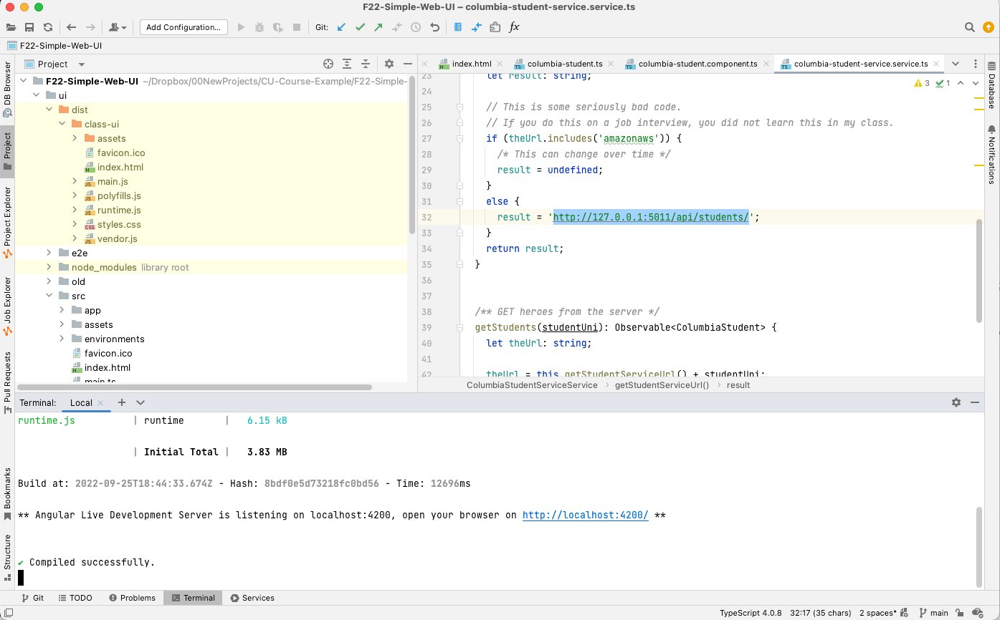 F22-Simple-Web-UI – columbia-student-service.service.ts
Add Configuration...
Git:
F22-Simple-Web-UI
Project
index.html
columbia-student.ts
columbia-student.component.ts
columbia-student-service.service.ts
DB Browser
Project
Project Explorer
Job Explorer
Pull Requests
Bookmarks
Structure
F22-Simple-Web-UI ~/Dropbox/00NewProjects/CU-Course-Example/F22-Simple-
ui
dist
class-ui
assets
favicon.ico
index.html
main.js
polyfills.js
runtime.js
styles.css
vendor.js
e2e
node_modules library root
old
src
app
assets
environments
favicon.ico
index.html
main.ts
3 1
23 let result: string;
24
25 // This is some seriously bad code.
26 // If you do this on a job interview, you did not learn this in my class.
27 if (theUrl.includes('amazonaws')) {
28 /* This can change over time */
29 result = undefined;
30 }
31 else {
32 result = 'http://127.0.0.1:5011/api/students/';
33 }
34 return result;
35 }
36
37
38 /** GET heroes from the server */
39 getStudents(studentUni): Observable<ColumbiaStudent> {
40 let theUrl: string;
41
42 theUrl = this.getStudentServiceUrl() + studentUni;
ColumbiaStudentServiceService › getStudentServiceUrl() › result
Database
Notifications
Terminal: Local
runtime.js | runtime | 6.15 kB
| Initial Total | 3.83 MB
Build at: 2022-09-25T18:44:33.674Z - Hash: 8bdf0e5d73218fc0bd56 - Time: 12696ms
** Angular Live Development Server is listening on localhost:4200, open your browser on http://localhost:4200/ **
✔ Compiled successfully.
Git TODO Problems Terminal Services
TypeScript 4.0.8 32:17 (35 chars) 2 spaces* main